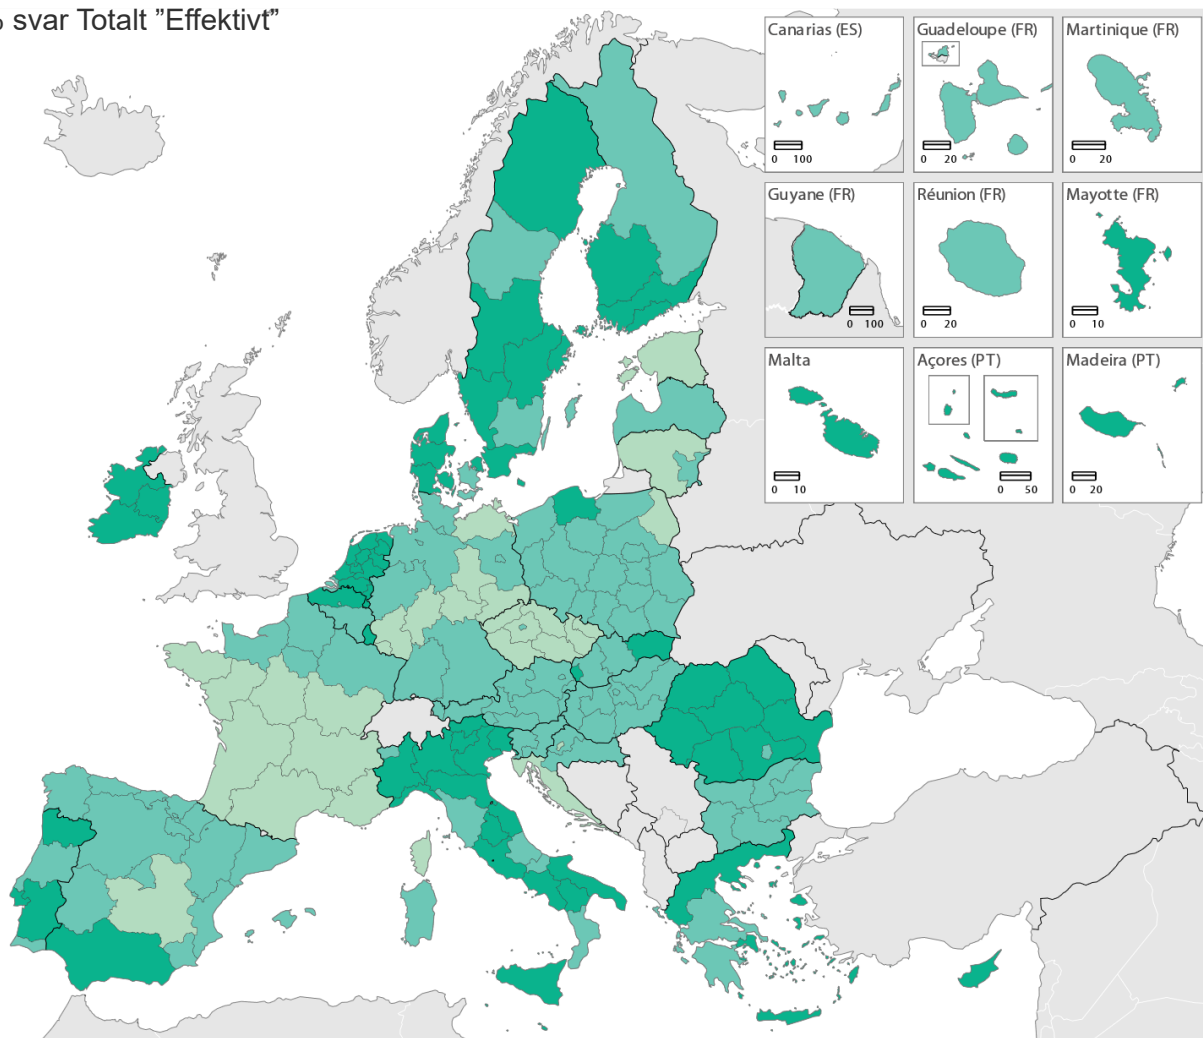 % svar Totalt ”Effektivt”
Canarias (ES)
0 100
Guadeloupe (FR)
0 20
Martinique (FR)
0 20
Guyane (FR)
0 100
Réunion (FR)
0 20
Mayotte (FR)
0 10
Malta
0 10
Açores (PT)
0 50
Madeira (PT)
0 20